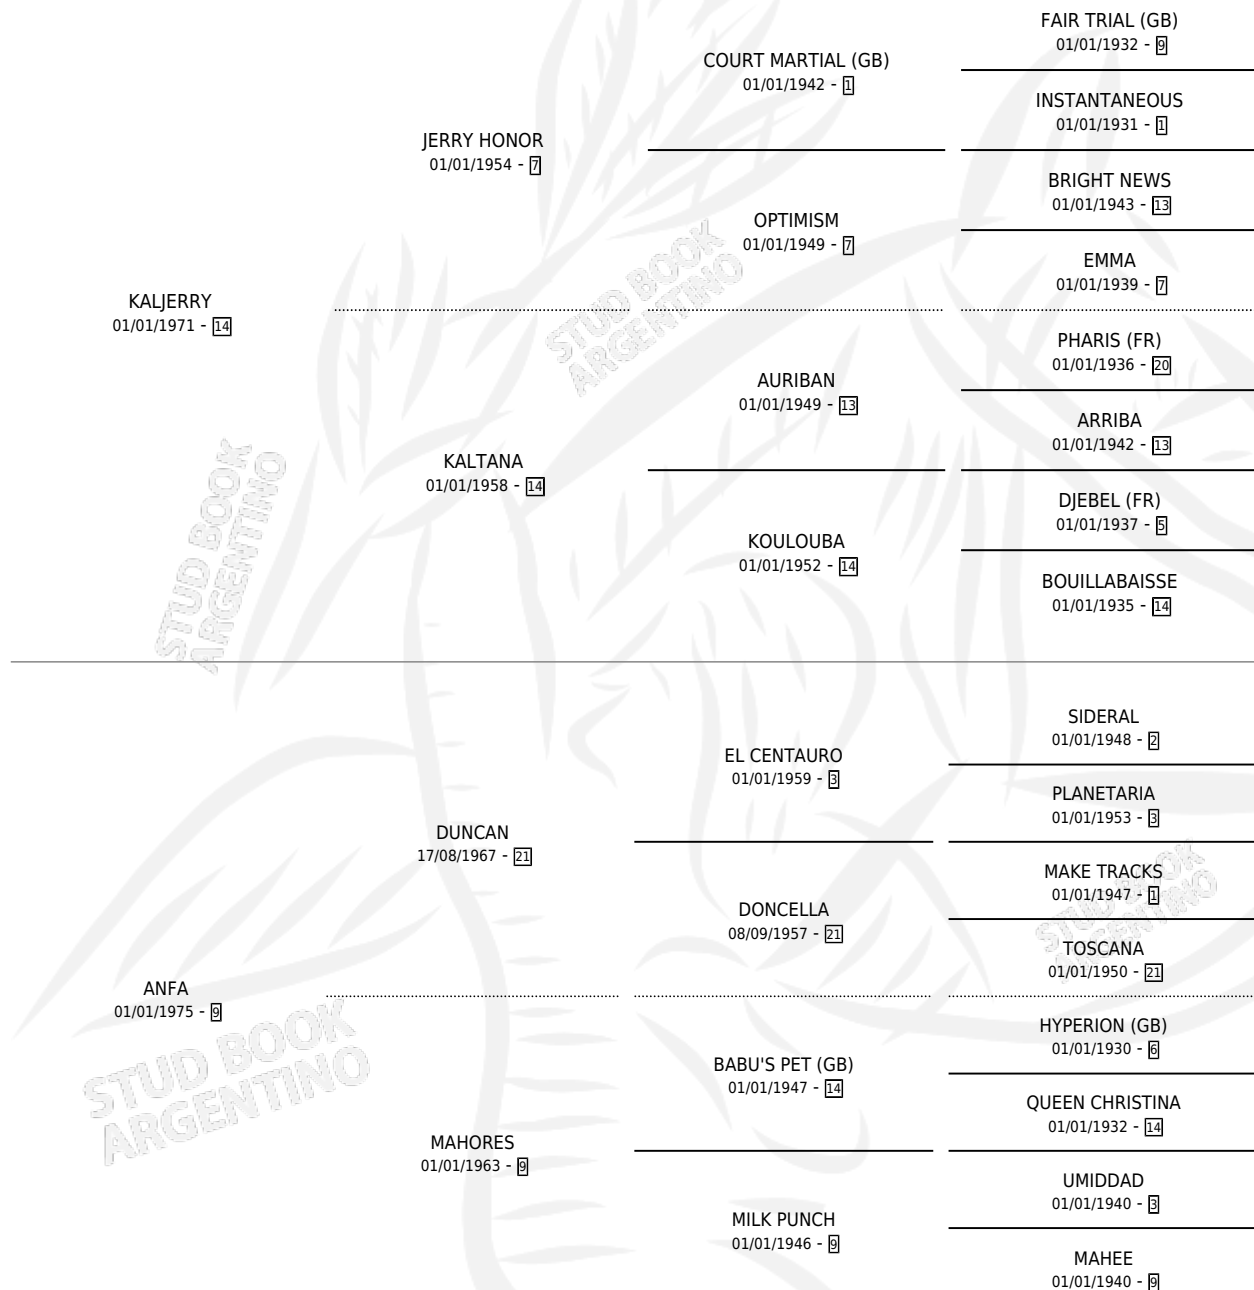 FAIR TRIAL (GB)
01/01/1932 - 9
COURT MARTIAL (GB)
01/01/1942 - 1
INSTANTANEOUS
01/01/1931 - 1
JERRY HONOR
01/01/1954 - 7
BRIGHT NEWS
01/01/1943 - 13
OPTIMISM
01/01/1949 - 7
EMMA
01/01/1939 - 7
KALJERRY
01/01/1971 - 14
PHARIS (FR)
01/01/1936 - 20
AURIBAN
01/01/1949 - 13
ARRIBA
01/01/1942 - 13
KALTANA
01/01/1958 - 14
DJEBEL (FR)
01/01/1937 - 5
KOULOUBA
01/01/1952 - 14
BOUILLABAISSE
01/01/1935 - 14
SIDERAL
01/01/1948 - 2
EL CENTAURO
01/01/1959 - 3
PLANETARIA
01/01/1953 - 3
DUNCAN
17/08/1967 - 21
MAKE TRACKS
01/01/1947 - 1
DONCELLA
08/09/1957 - 21
TOSCANA
01/01/1950 - 21
ANFA
01/01/1975 - 9
HYPERION (GB)
01/01/1930 - 6
BABU'S PET (GB)
01/01/1947 - 14
QUEEN CHRISTINA
01/01/1932 - 14
MAHORES
01/01/1963 - 9
UMIDDAD
01/01/1940 - 3
MILK PUNCH
01/01/1946 - 9
MAHEE
01/01/1940 - 9
STUD BOOK
ARGENTINO
STUD BOOK
ARGENTINO
STUD BOOK
ARGENTINO
STUD BOOK
ARGENTINO